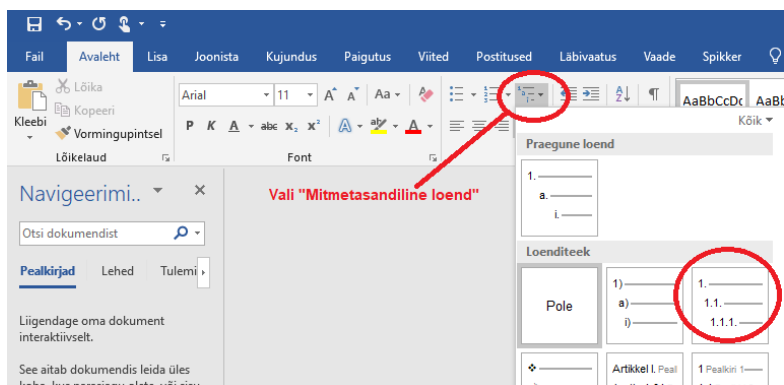 Fail Avaleht Lisa Joonista Kujundus Paigutus Viited Postitused Läbivaatus Vaade Spikker
Kleebi
Lõika
Kopeeri
Vormingupintsel
Lõikelaud
Arial 11 A A Aa
P K A abc x₂ x² A aby A
Font
AaBbCcDc AaBb
Kõik
Praegune loend
1.
a.
i.
Loenditeek
Pole
1)
a)
i)
1.
1.1.
1.1.1.
Artikkel I. Peal
1 Pealkiri 1
Vali "Mitmetasandiline loend"
Navigeerimi..
Otsi dokumendist
Pealkirjad Lehed Tulemi
Liigendage oma dokument
interaktiivselt.
See aitab dokumendis leida üles